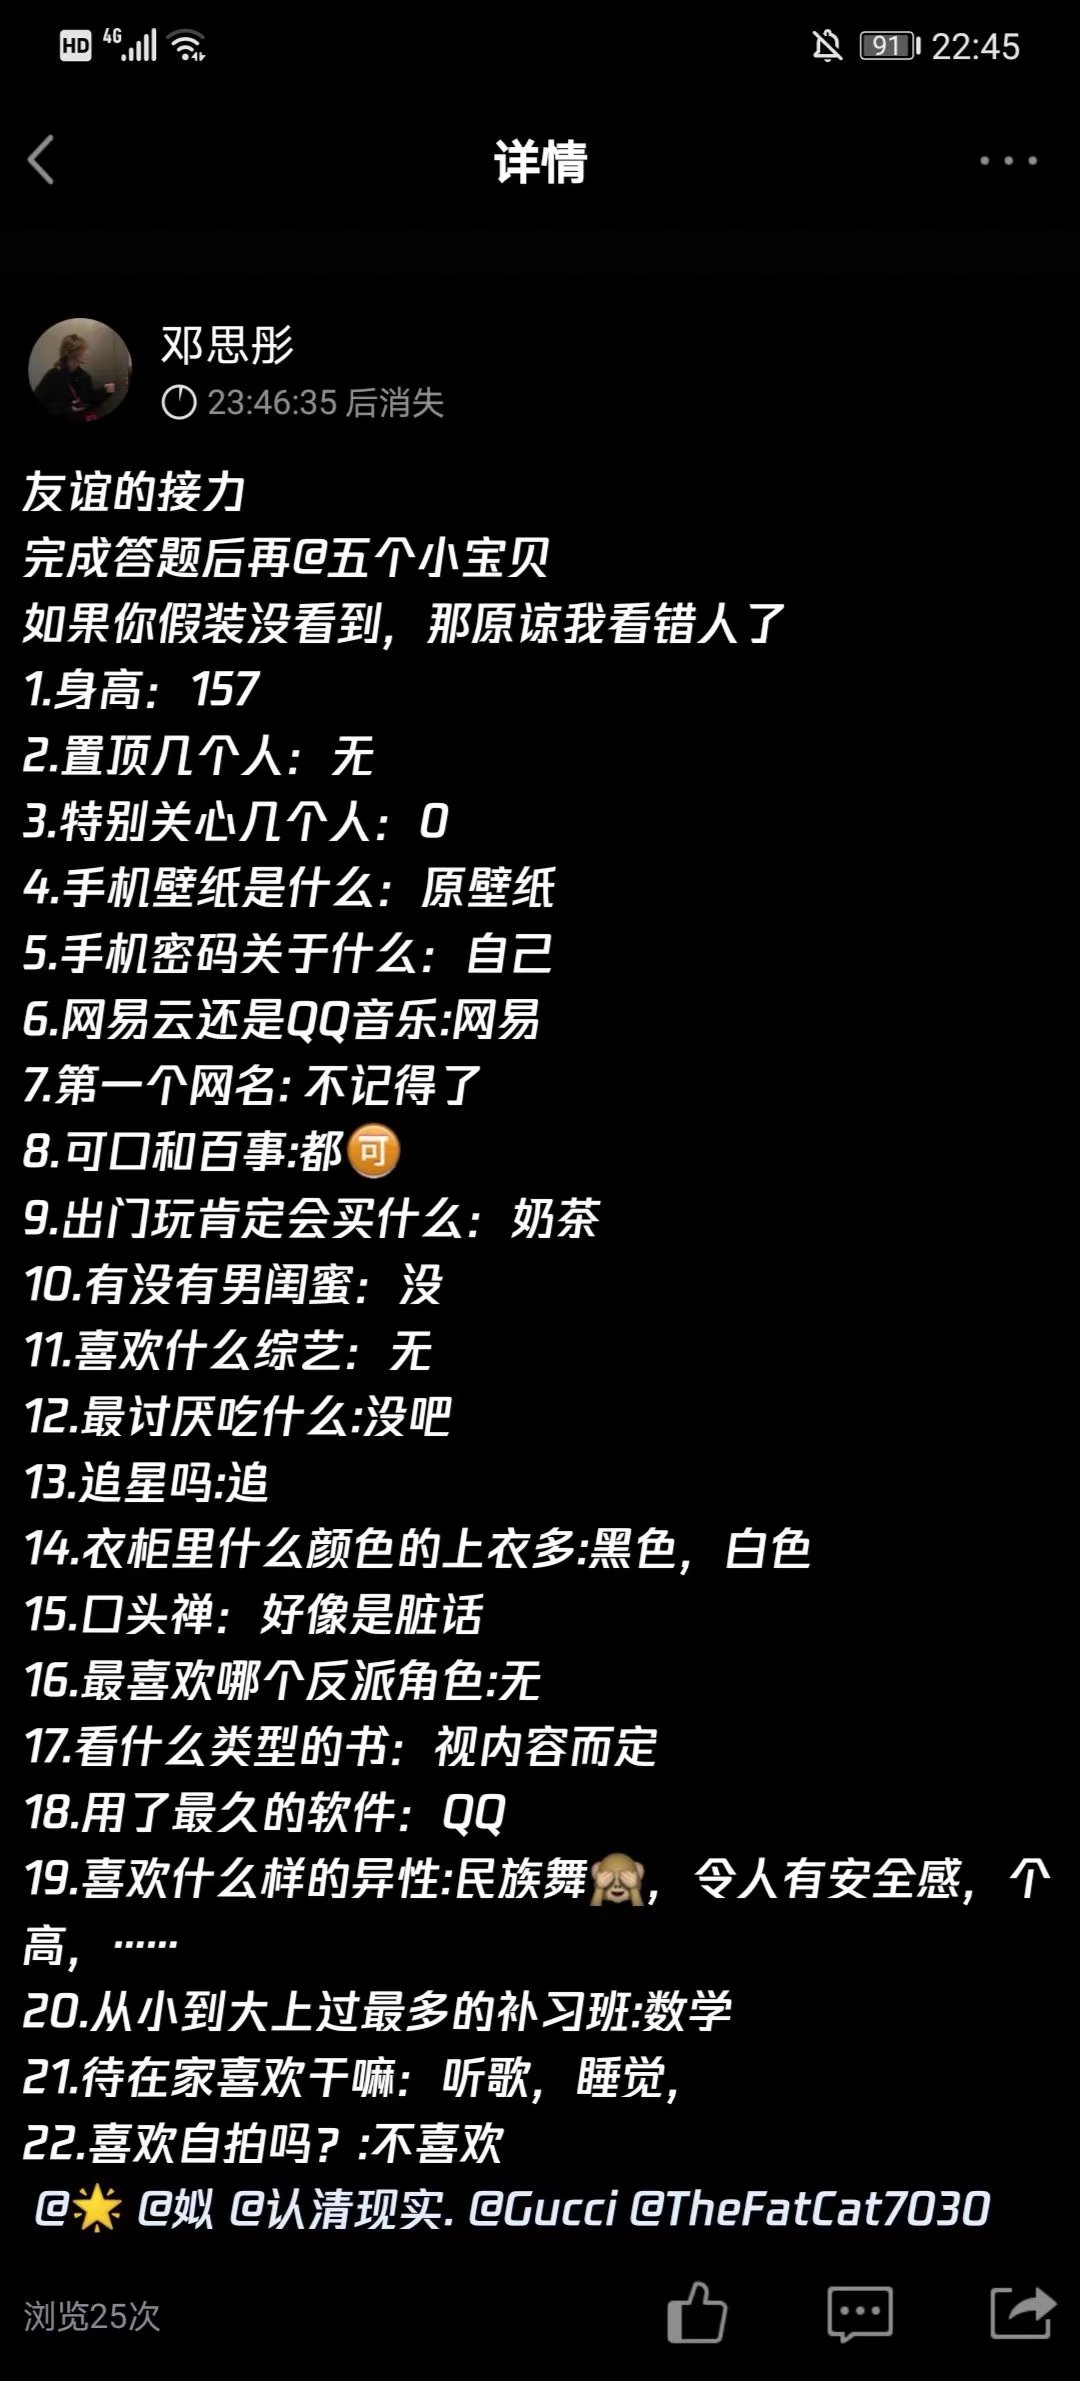 HD 4G 91 22:45
详情
邓思彤
23:46:35 后消失
友谊的接力
完成答题后再@五个小宝贝
如果你假装没看到，那原谅我看错人了
1.身高：157
2.置顶几个人：无
3.特别关心几个人：0
4.手机壁纸是什么：原壁纸
5.手机密码关于什么：自己
6.网易云还是QQ音乐:网易
7.第一个网名: 不记得了
8.可口和百事:都🉑
9.出门玩肯定会买什么：奶茶
10.有没有男闺蜜：没
11.喜欢什么综艺：无
12.最讨厌吃什么:没吧
13.追星吗:追
14.衣柜里什么颜色的上衣多:黑色，白色
15.口头禅：好像是脏话
16.最喜欢哪个反派角色:无
17.看什么类型的书：视内容而定
18.用了最久的软件：QQ
19.喜欢什么样的异性:民族舞🙈，令人有安全感，个
高，……
20.从小到大上过最多的补习班:数学
21.待在家喜欢干嘛：听歌，睡觉，
22.喜欢自拍吗？:不喜欢
@🌟 @姒 @认清现实. @Gucci @TheFatCat7030
浏览25次